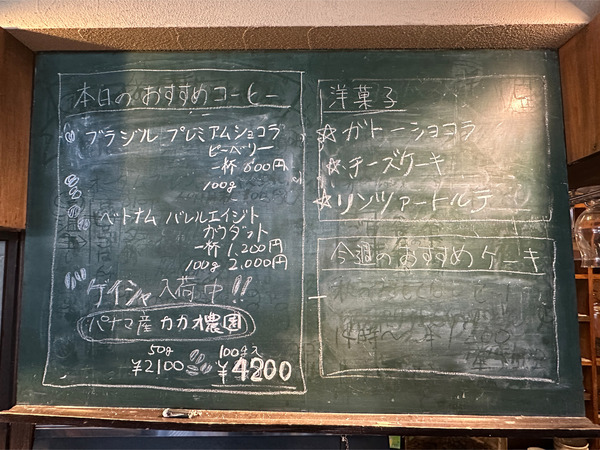 本日のおすすめコーヒー
ブラジル プレミアムショコラ
ピーベリー
一杯 600円
100g
ベトナム バレルエイジト
カウダット
一杯 1,200円
100g 2,000円
ゲイシャ入荷中!!
パナマ産 カカオ農園
50g 100g入
¥2100 ¥4200
洋菓子
☆ガトーショコラ
☆チーズケーキ
☆リンツァートルテ
今週のおすすめケーキ